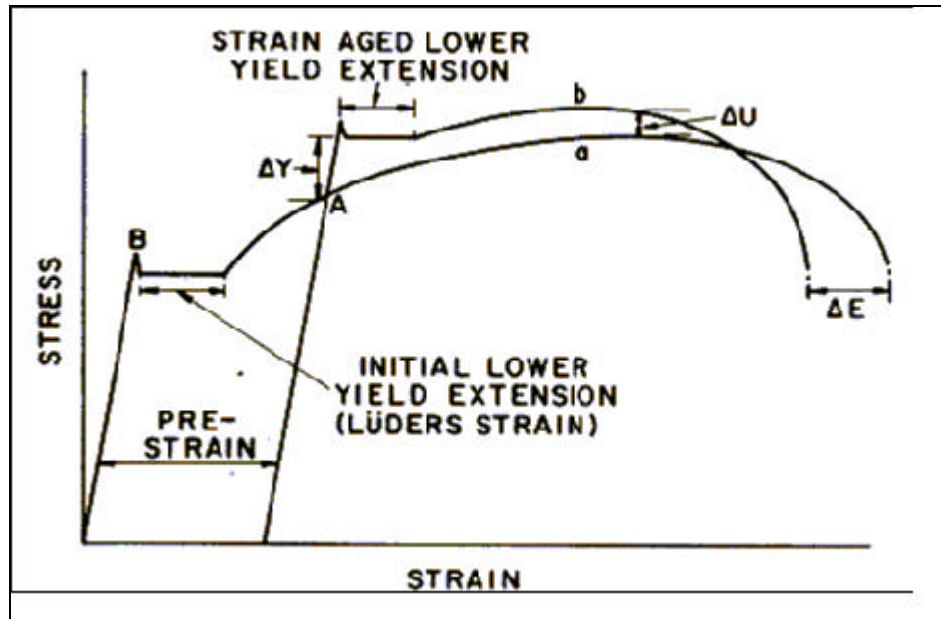 STRAIN AGED LOWER
YIELD EXTENSION
b
ΔU
a
ΔY
A
B
ΔE
INITIAL LOWER
YIELD EXTENSION
(LÜDERS STRAIN)
PRE-
STRAIN
STRESS
STRAIN